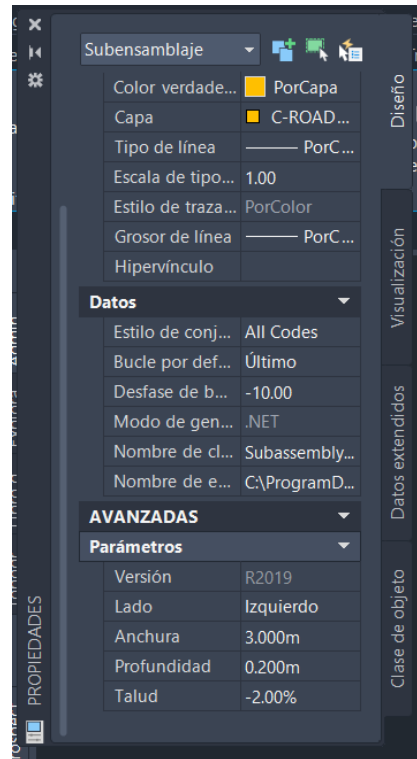 Subensamblaje
Color verdade... PorCapa
Capa C-ROAD...
Tipo de línea PorC...
Escala de tipo... 1.00
Estilo de traza... PorColor
Grosor de línea PorC...
Hipervínculo
Datos
Estilo de conj... All Codes
Bucle por def... Último
Desfase de b... -10.00
Modo de gen... .NET
Nombre de cl... Subassembly...
Nombre de e... C:\ProgramD...
AVANZADAS
Parámetros
Versión R2019
Lado Izquierdo
Anchura 3.000m
Profundidad 0.200m
Talud -2.00%
Diseño
Visualización
Datos extendidos
Clase de objeto
PROPIEDADES